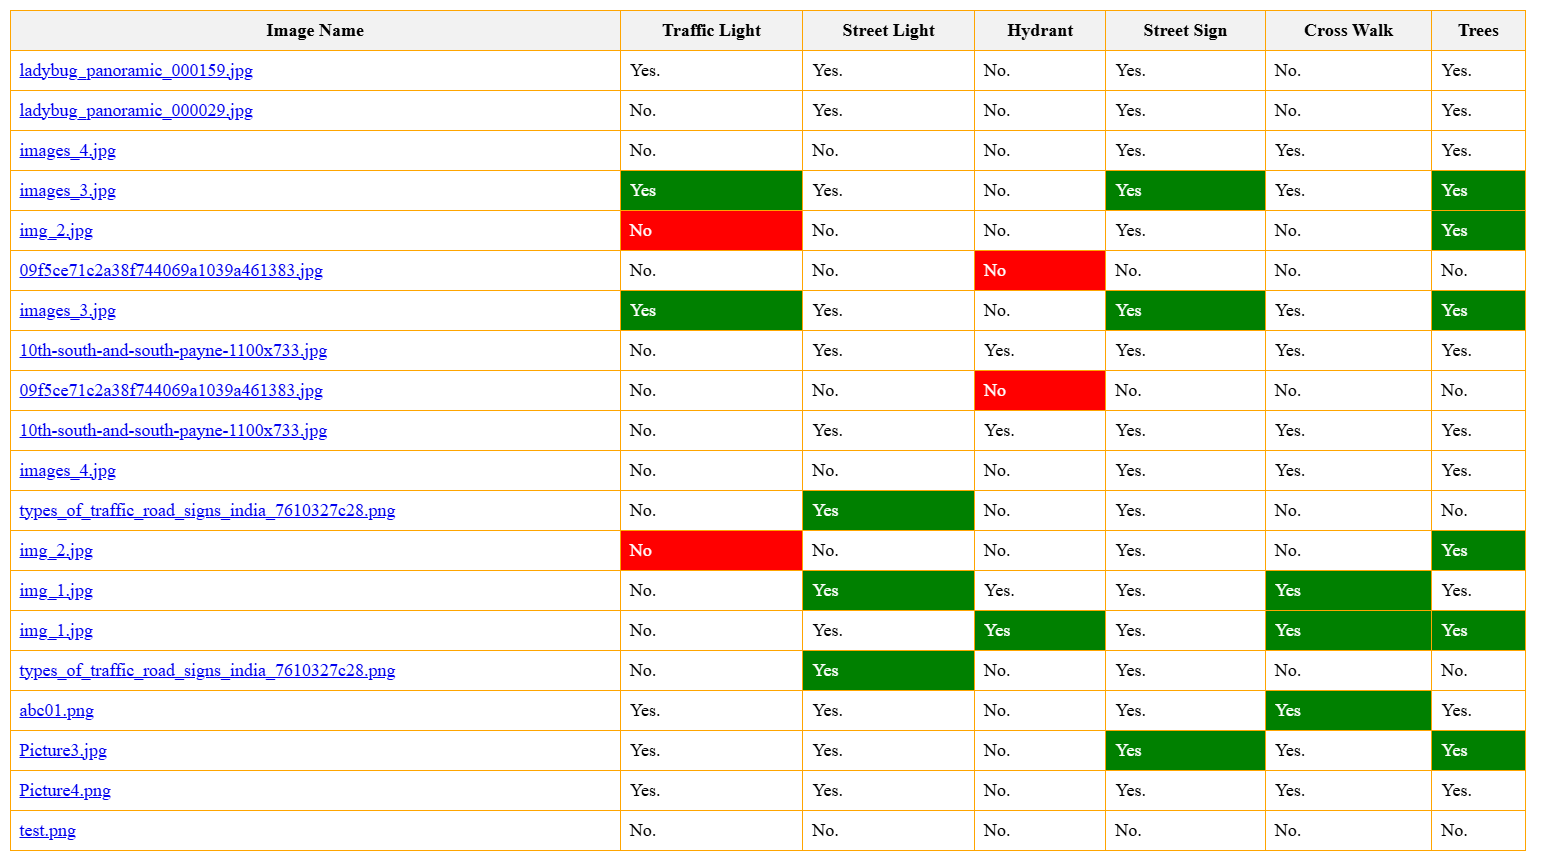 Image Name Traffic Light Street Light Hydrant Street Sign Cross Walk Trees
ladybug_panoramic_000159.jpg Yes. Yes. No. Yes. No. Yes.
ladybug_panoramic_000029.jpg No. Yes. No. Yes. No. Yes.
images_4.jpg No. No. No. Yes. Yes. Yes.
images_3.jpg Yes Yes. No. Yes Yes. Yes
img_2.jpg No No. No. Yes. No. Yes
09f5ce71c2a38f744069a1039a461383.jpg No. No. No No. No. No.
images_3.jpg Yes Yes. No. Yes Yes. Yes
10th-south-and-south-payne-1100x733.jpg No. Yes. Yes. Yes. Yes. Yes.
09f5ce71c2a38f744069a1039a461383.jpg No. No. No No. No. No.
10th-south-and-south-payne-1100x733.jpg No. Yes. Yes. Yes. Yes. Yes.
images_4.jpg No. No. No. Yes. Yes. Yes.
types_of_traffic_road_signs_india_7610327c28.png No. Yes No. Yes. No. No.
img_2.jpg No No. No. Yes. No. Yes
img_1.jpg No. Yes Yes. Yes. Yes Yes.
img_1.jpg No. Yes. Yes Yes. Yes Yes
types_of_traffic_road_signs_india_7610327c28.png No. Yes No. Yes. No. No.
abc01.png Yes. Yes. No. Yes. Yes Yes.
Picture3.jpg Yes. Yes. No. Yes Yes. Yes
Picture4.png Yes. Yes. No. Yes. Yes. Yes.
test.png No. No. No. No. No. No.